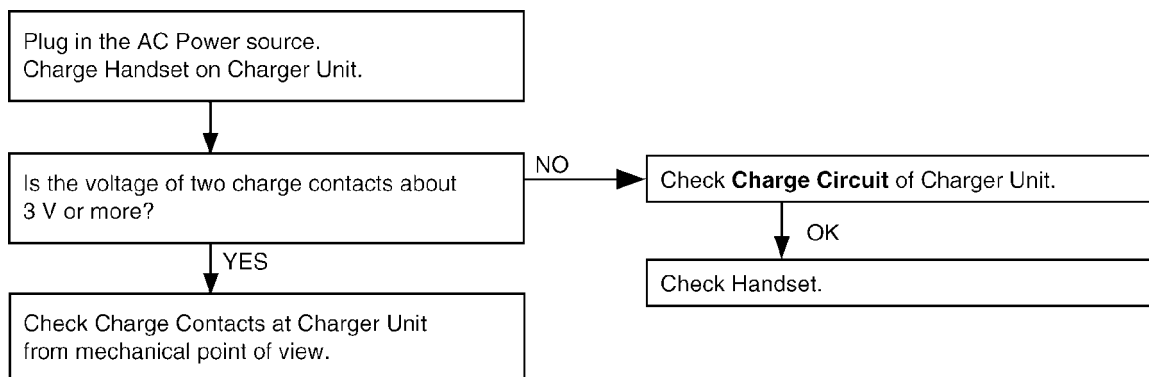 Plug in the AC Power source.
Charge Handset on Charger Unit.
Is the voltage of two charge contacts about
3 V or more?
NO
Check Charge Circuit of Charger Unit.
OK
Check Handset.
YES
Check Charge Contacts at Charger Unit
from mechanical point of view.